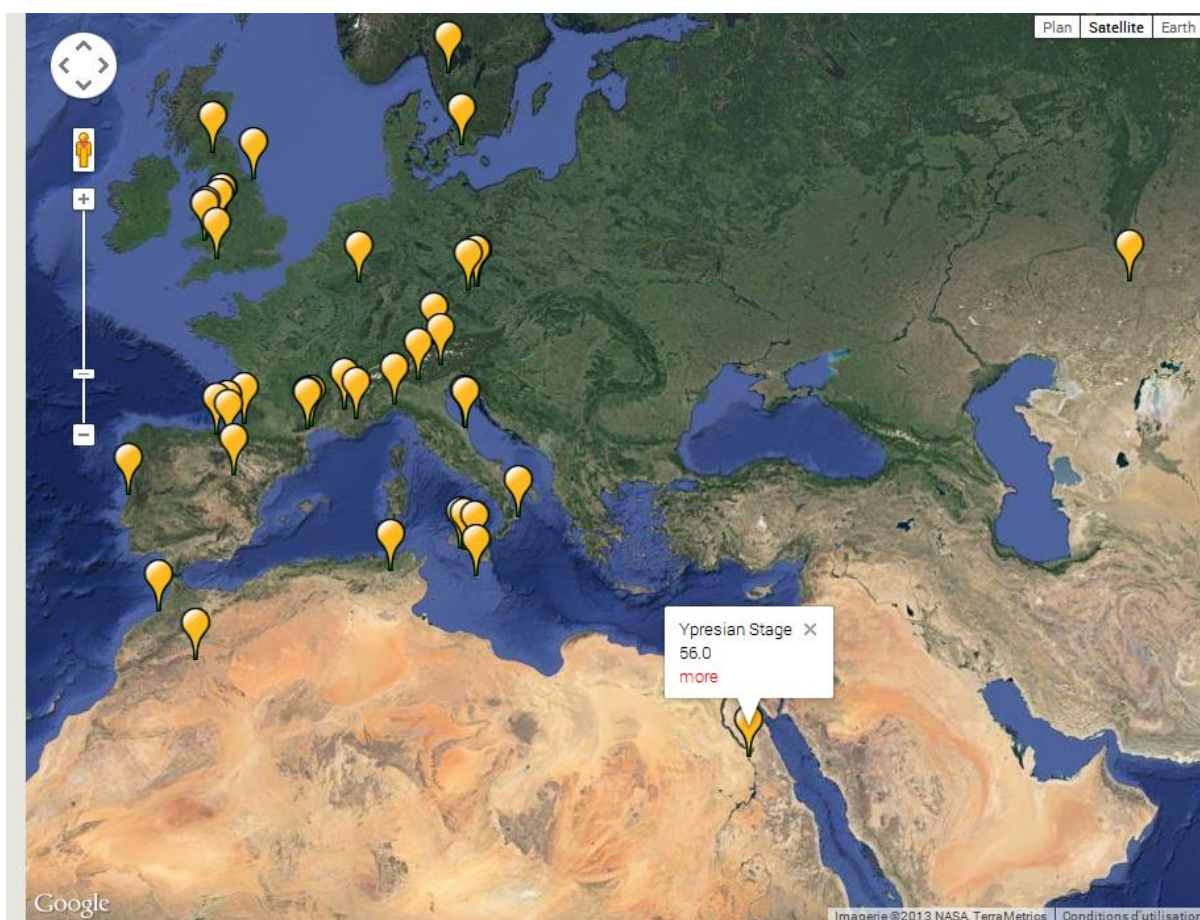 Plan Satellite Earth
Ypresian Stage
56.0
more
Google
Imagerie ©2013 NASA, TerraMetrics Conditions d'utilisation